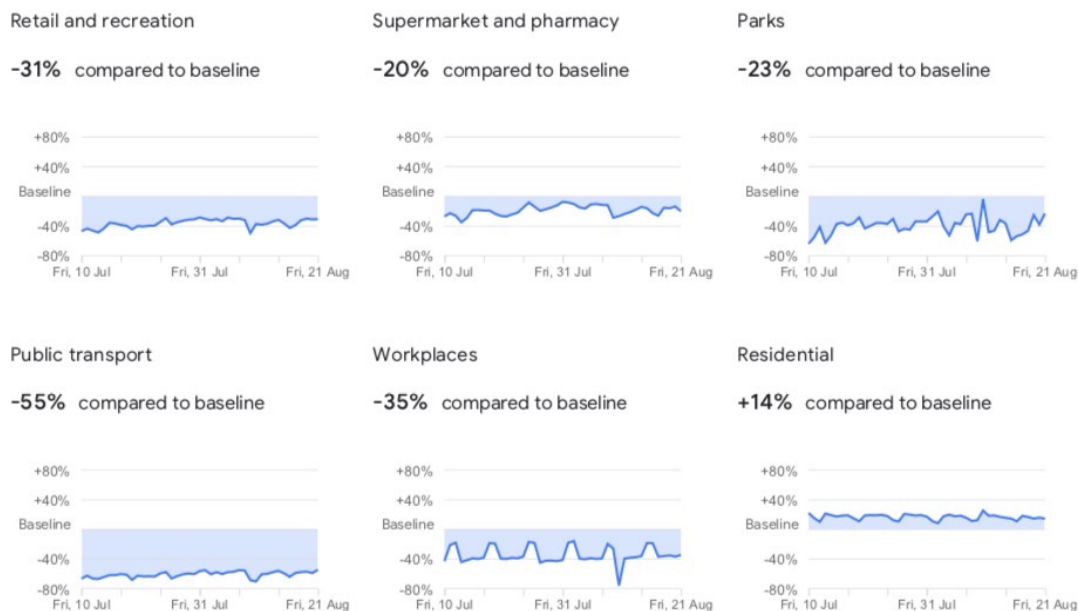 Retail and recreation
-31% compared to baseline
+80%
+40%
Baseline
-40%
-80%
Fri, 10 Jul Fri, 31 Jul Fri, 21 Aug
Supermarket and pharmacy
-20% compared to baseline
+80%
+40%
Baseline
-40%
-80%
Fri, 10 Jul Fri, 31 Jul Fri, 21 Aug
Parks
-23% compared to baseline
+80%
+40%
Baseline
-40%
-80%
Fri, 10 Jul Fri, 31 Jul Fri, 21 Aug
Public transport
-55% compared to baseline
+80%
+40%
Baseline
-40%
-80%
Fri, 10 Jul Fri, 31 Jul Fri, 21 Aug
Workplaces
-35% compared to baseline
+80%
+40%
Baseline
-40%
-80%
Fri, 10 Jul Fri, 31 Jul Fri, 21 Aug
Residential
+14% compared to baseline
+80%
+40%
Baseline
-40%
-80%
Fri, 10 Jul Fri, 31 Jul Fri, 21 Aug